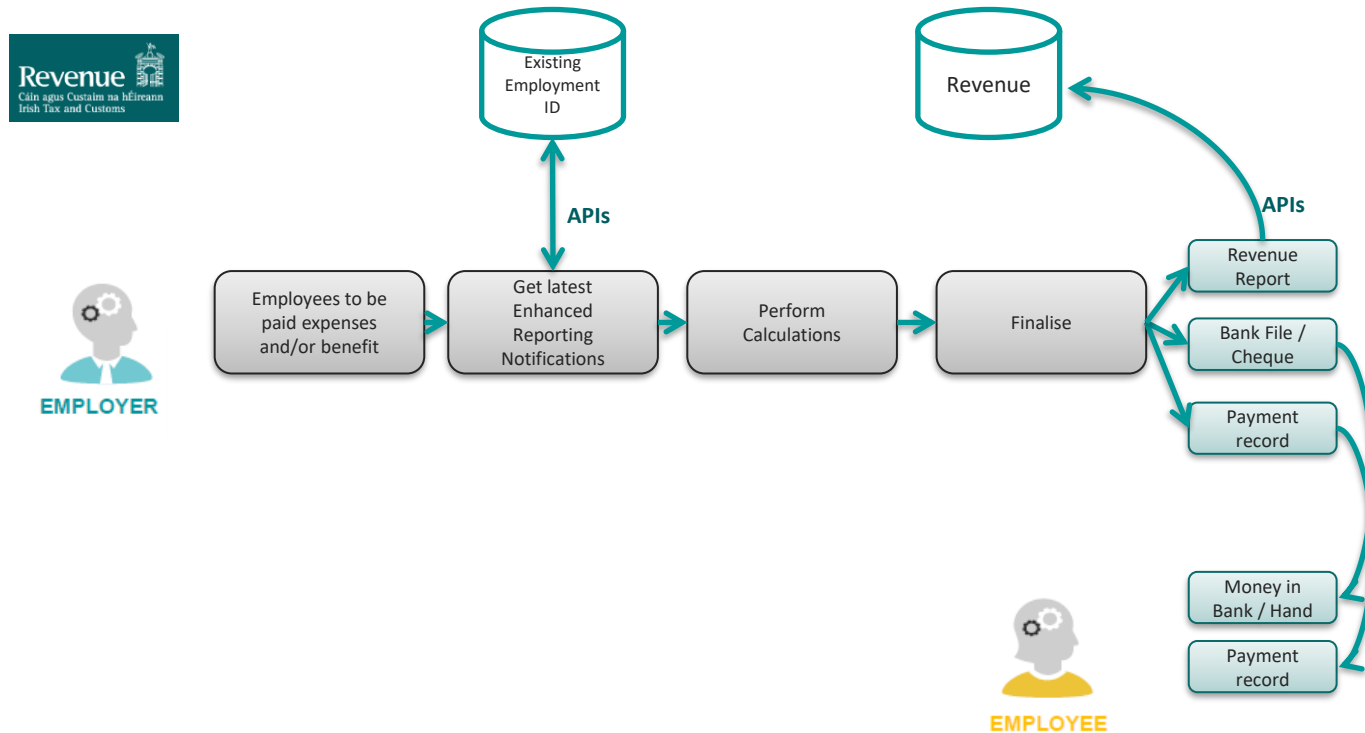 Revenue
Cáin agus Custaim na hÉireann
Irish Tax and Customs
Existing
Employment
ID
Revenue
APIs
APIs
Employees to be
paid expenses
and/or benefit
Get latest
Enhanced
Reporting
Notifications
Perform
Calculations
Finalise
Revenue
Report
Bank File /
Cheque
Payment
record
EMPLOYER
Money in
Bank / Hand
Payment
record
EMPLOYEE